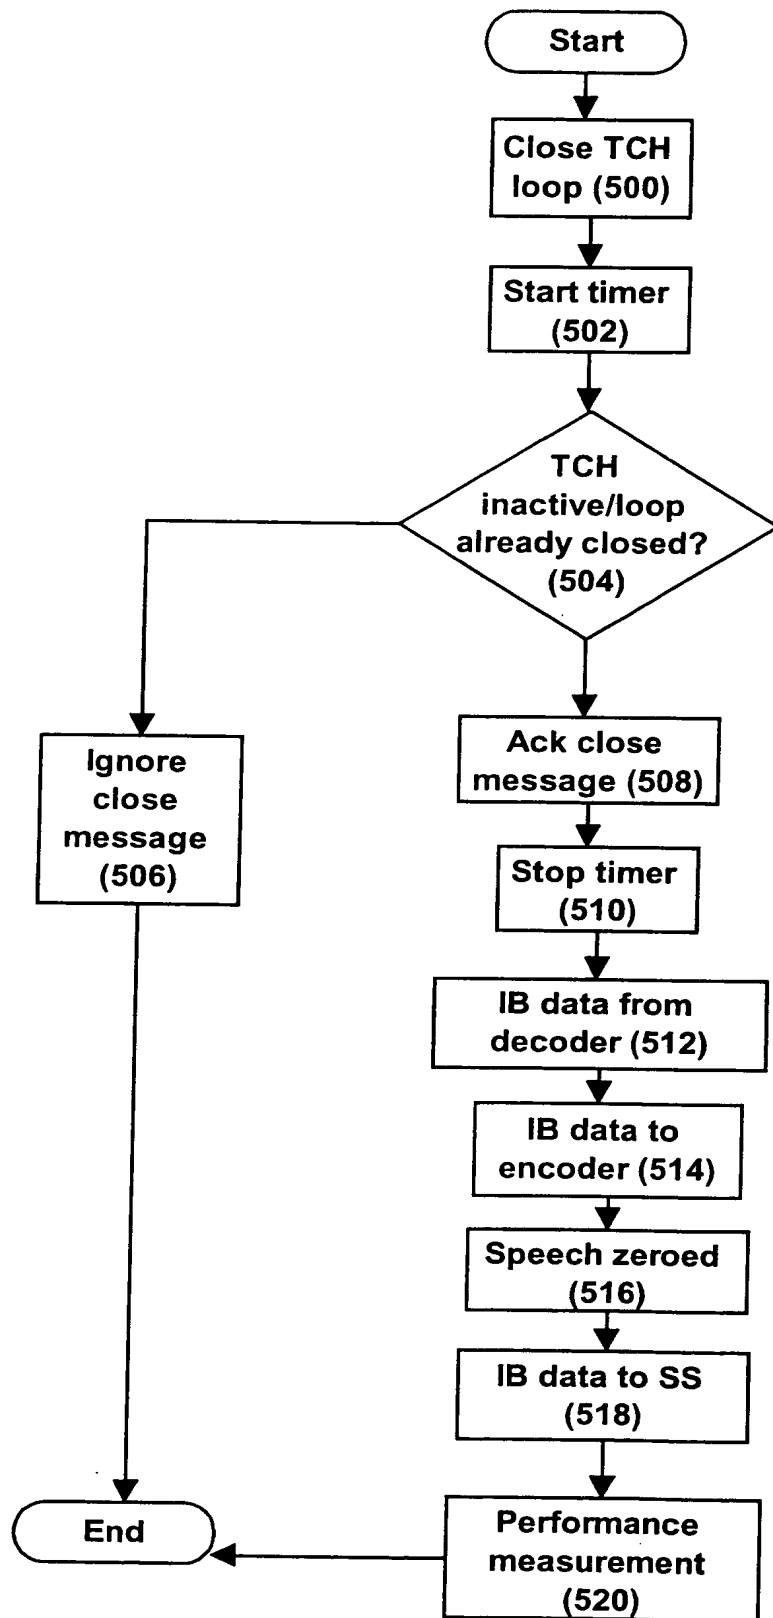 Start
Close TCH
loop (500)
Start timer
(502)
TCH
inactive/loop
already closed?
(504)
Ignore
close
message
(506)
Ack close
message (508)
Stop timer
(510)
IB data from
decoder (512)
IB data to
encoder (514)
Speech zeroed
(516)
IB data to SS
(518)
Performance
measurement
(520)
End